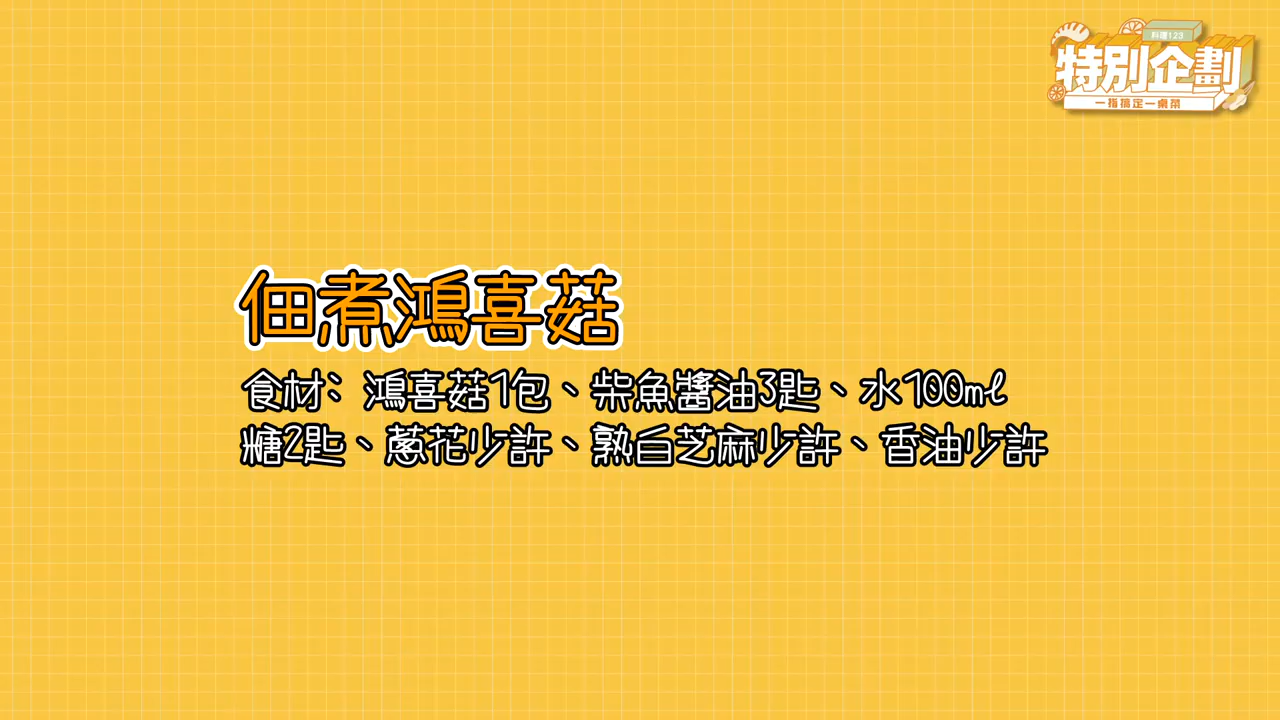 料理123
特別企劃
一指搞定一桌菜
佃煮鴻喜菇
食材：鴻喜菇1包、柴魚醬油3匙、水100ml
糖2匙、蔥花少許、熟白芝麻少許、香油少許